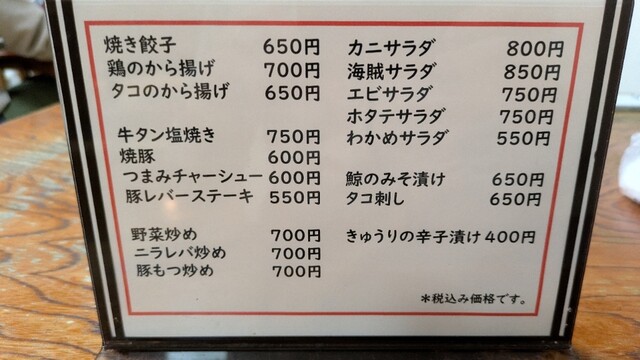 焼き餃子 650円
鶏のから揚げ 700円
タコのから揚げ 650円
牛タン塩焼き 750円
焼豚 600円
つまみチャーシュー 600円
豚レバーステーキ 550円
野菜炒め 700円
ニラレバ炒め 700円
豚もつ炒め 700円
カニサラダ 800円
海賊サラダ 850円
エビサラダ 750円
ホタテサラダ 750円
わかめサラダ 550円
鯨のみそ漬け 650円
タコ刺し 650円
きゅうりの辛子漬け 400円
*税込み価格です。